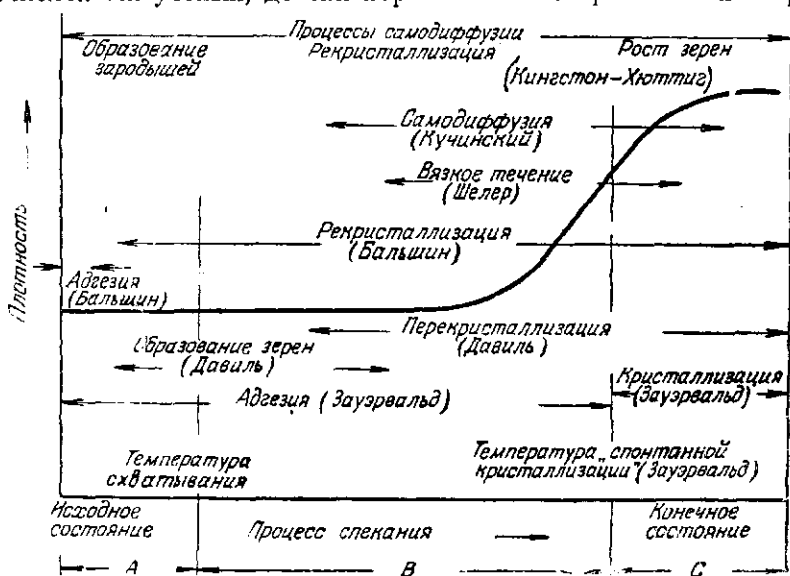 Процессы самодиффузии
Образование
зародышей
Рекристаллизация
Рост зерен
(Кингстон-Хюттиг)
Самодиффузия
(Кучинский)
Вязкое течение
(Шелер)
Плотность
Рекристаллизация
(Бальшин)
Адгезия
(Бальшин)
Перекристаллизация
(Давиль)
Образование зерен
(Давиль)
Кристаллизация
(Зауэрвальд)
Адгезия (Зауэрвальд)
Температура
схватывания
Температура „спонтанной
кристаллизации" (Зауэрвальд)
Исходное
состояние
Процесс спекания
Конечное
состояние
A
B
C